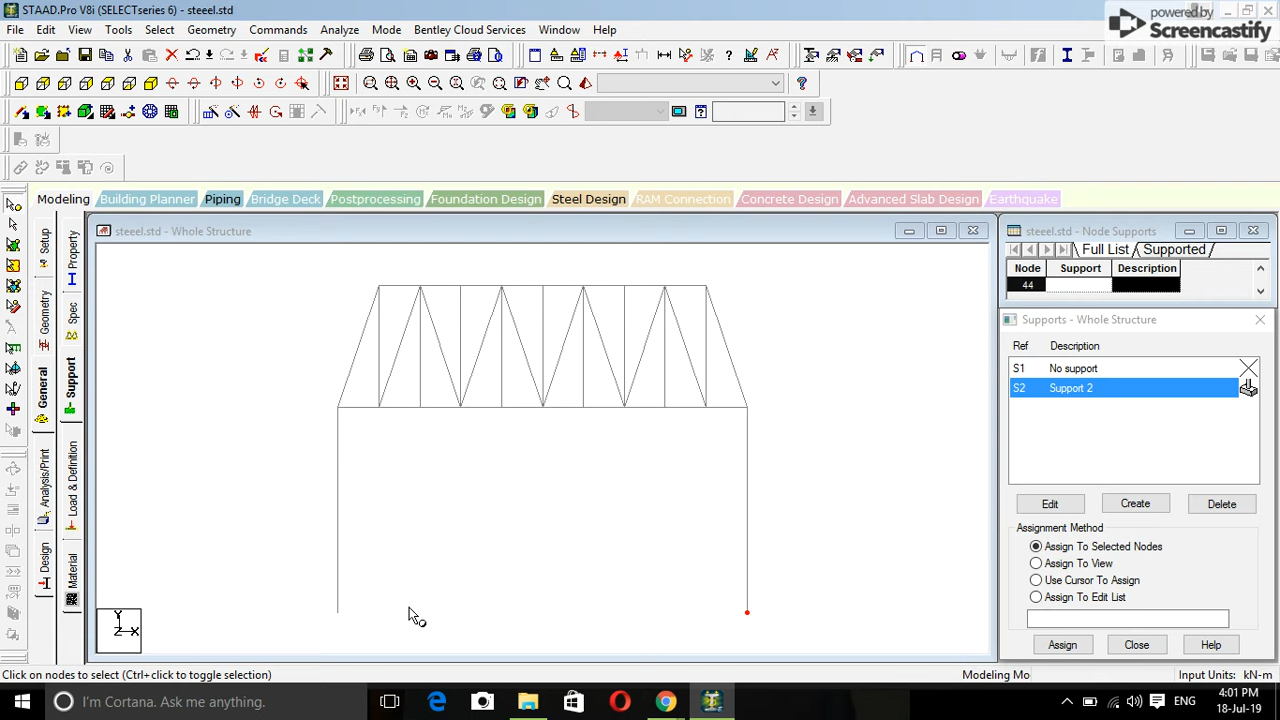 STAAD.Pro V8i (SELECTseries 6) - steeel.std
powered by
Screencastify
File Edit View Tools Select Geometry Commands Analyze Mode Bentley Cloud Services Window Help
Modeling Building Planner Piping Bridge Deck Postprocessing Foundation Design Steel Design RAM Connection Concrete Design Advanced Slab Design Earthquake
steeel.std - Whole Structure
steeel.std - Node Supports
Full List Supported
Node Support Description
44
Setup
Geometry
General
Analysis/Print
Design
Property
Spec
Support
Load & Definition
Material
Supports - Whole Structure
Ref Description
S1 No support
S2 Support 2
Edit Create Delete
Assignment Method
Assign To Selected Nodes
Assign To View
Use Cursor To Assign
Assign To Edit List
Assign Close Help
Y
Z X
Click on nodes to select (Ctrl+click to toggle selection)
Modeling Mo
Input Units: kN-m
I'm Cortana. Ask me anything.
ENG
4:01 PM
18-Jul-19